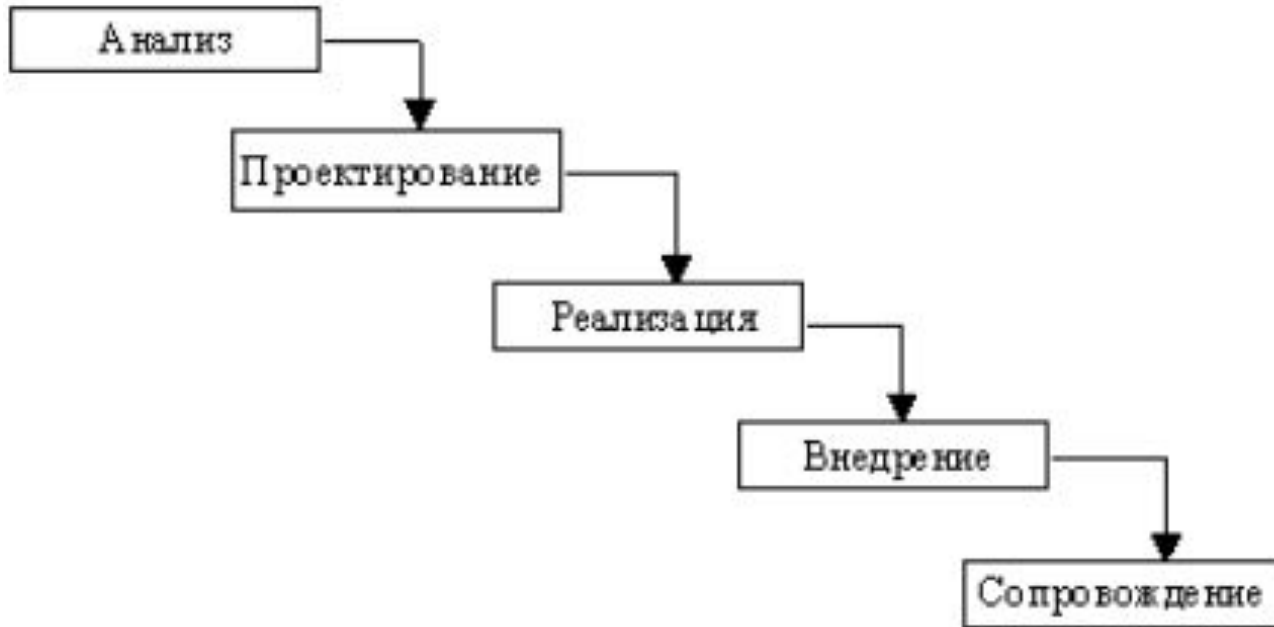 Анализ
Проектирование
Реализация
Внедрение
Сопровождение